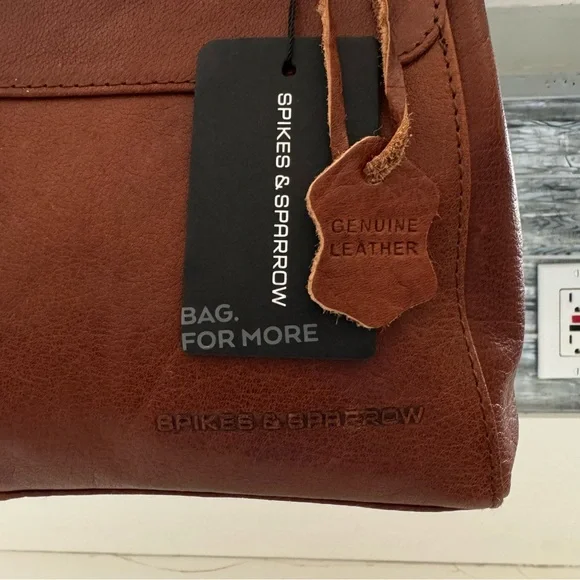 SPIKES & SPARROW
BAG.
FOR MORE
GENUINE
LEATHER
SPIKES & SPARROW